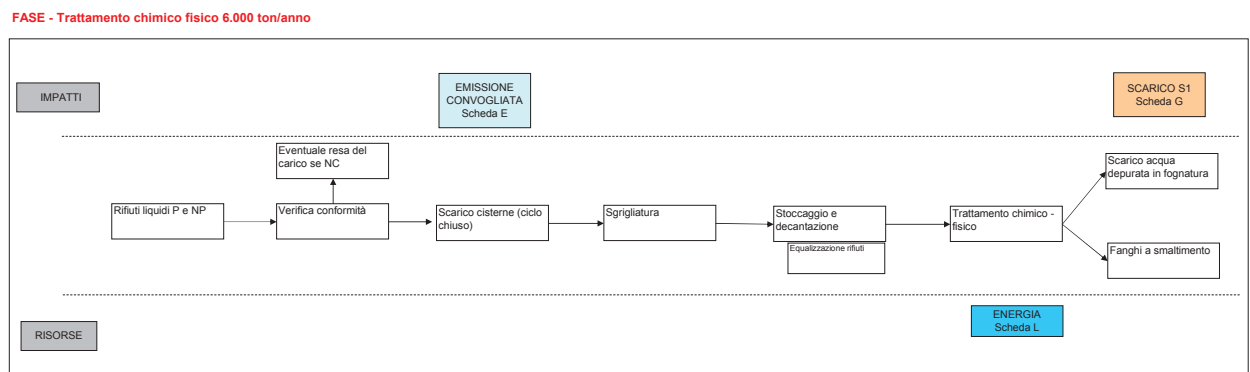 FASE - Trattamento chimico fisico 6.000 ton/anno
IMPATTI
EMISSIONE
CONVOGLIATA
Scheda E
SCARICO S1
Scheda G
Eventuale resa del
carico se NC
Scarico acqua
depurata in fognatura
Rifiuti liquidi P e NP
Verifica conformità
Scarico cisterne (ciclo
chiuso)
Sgrigliatura
Stoccaggio e
decantazione
Equalizzazione rifiuti
Trattamento chimico -
fisico
Fanghi a smaltimento
RISORSE
ENERGIA
Scheda L